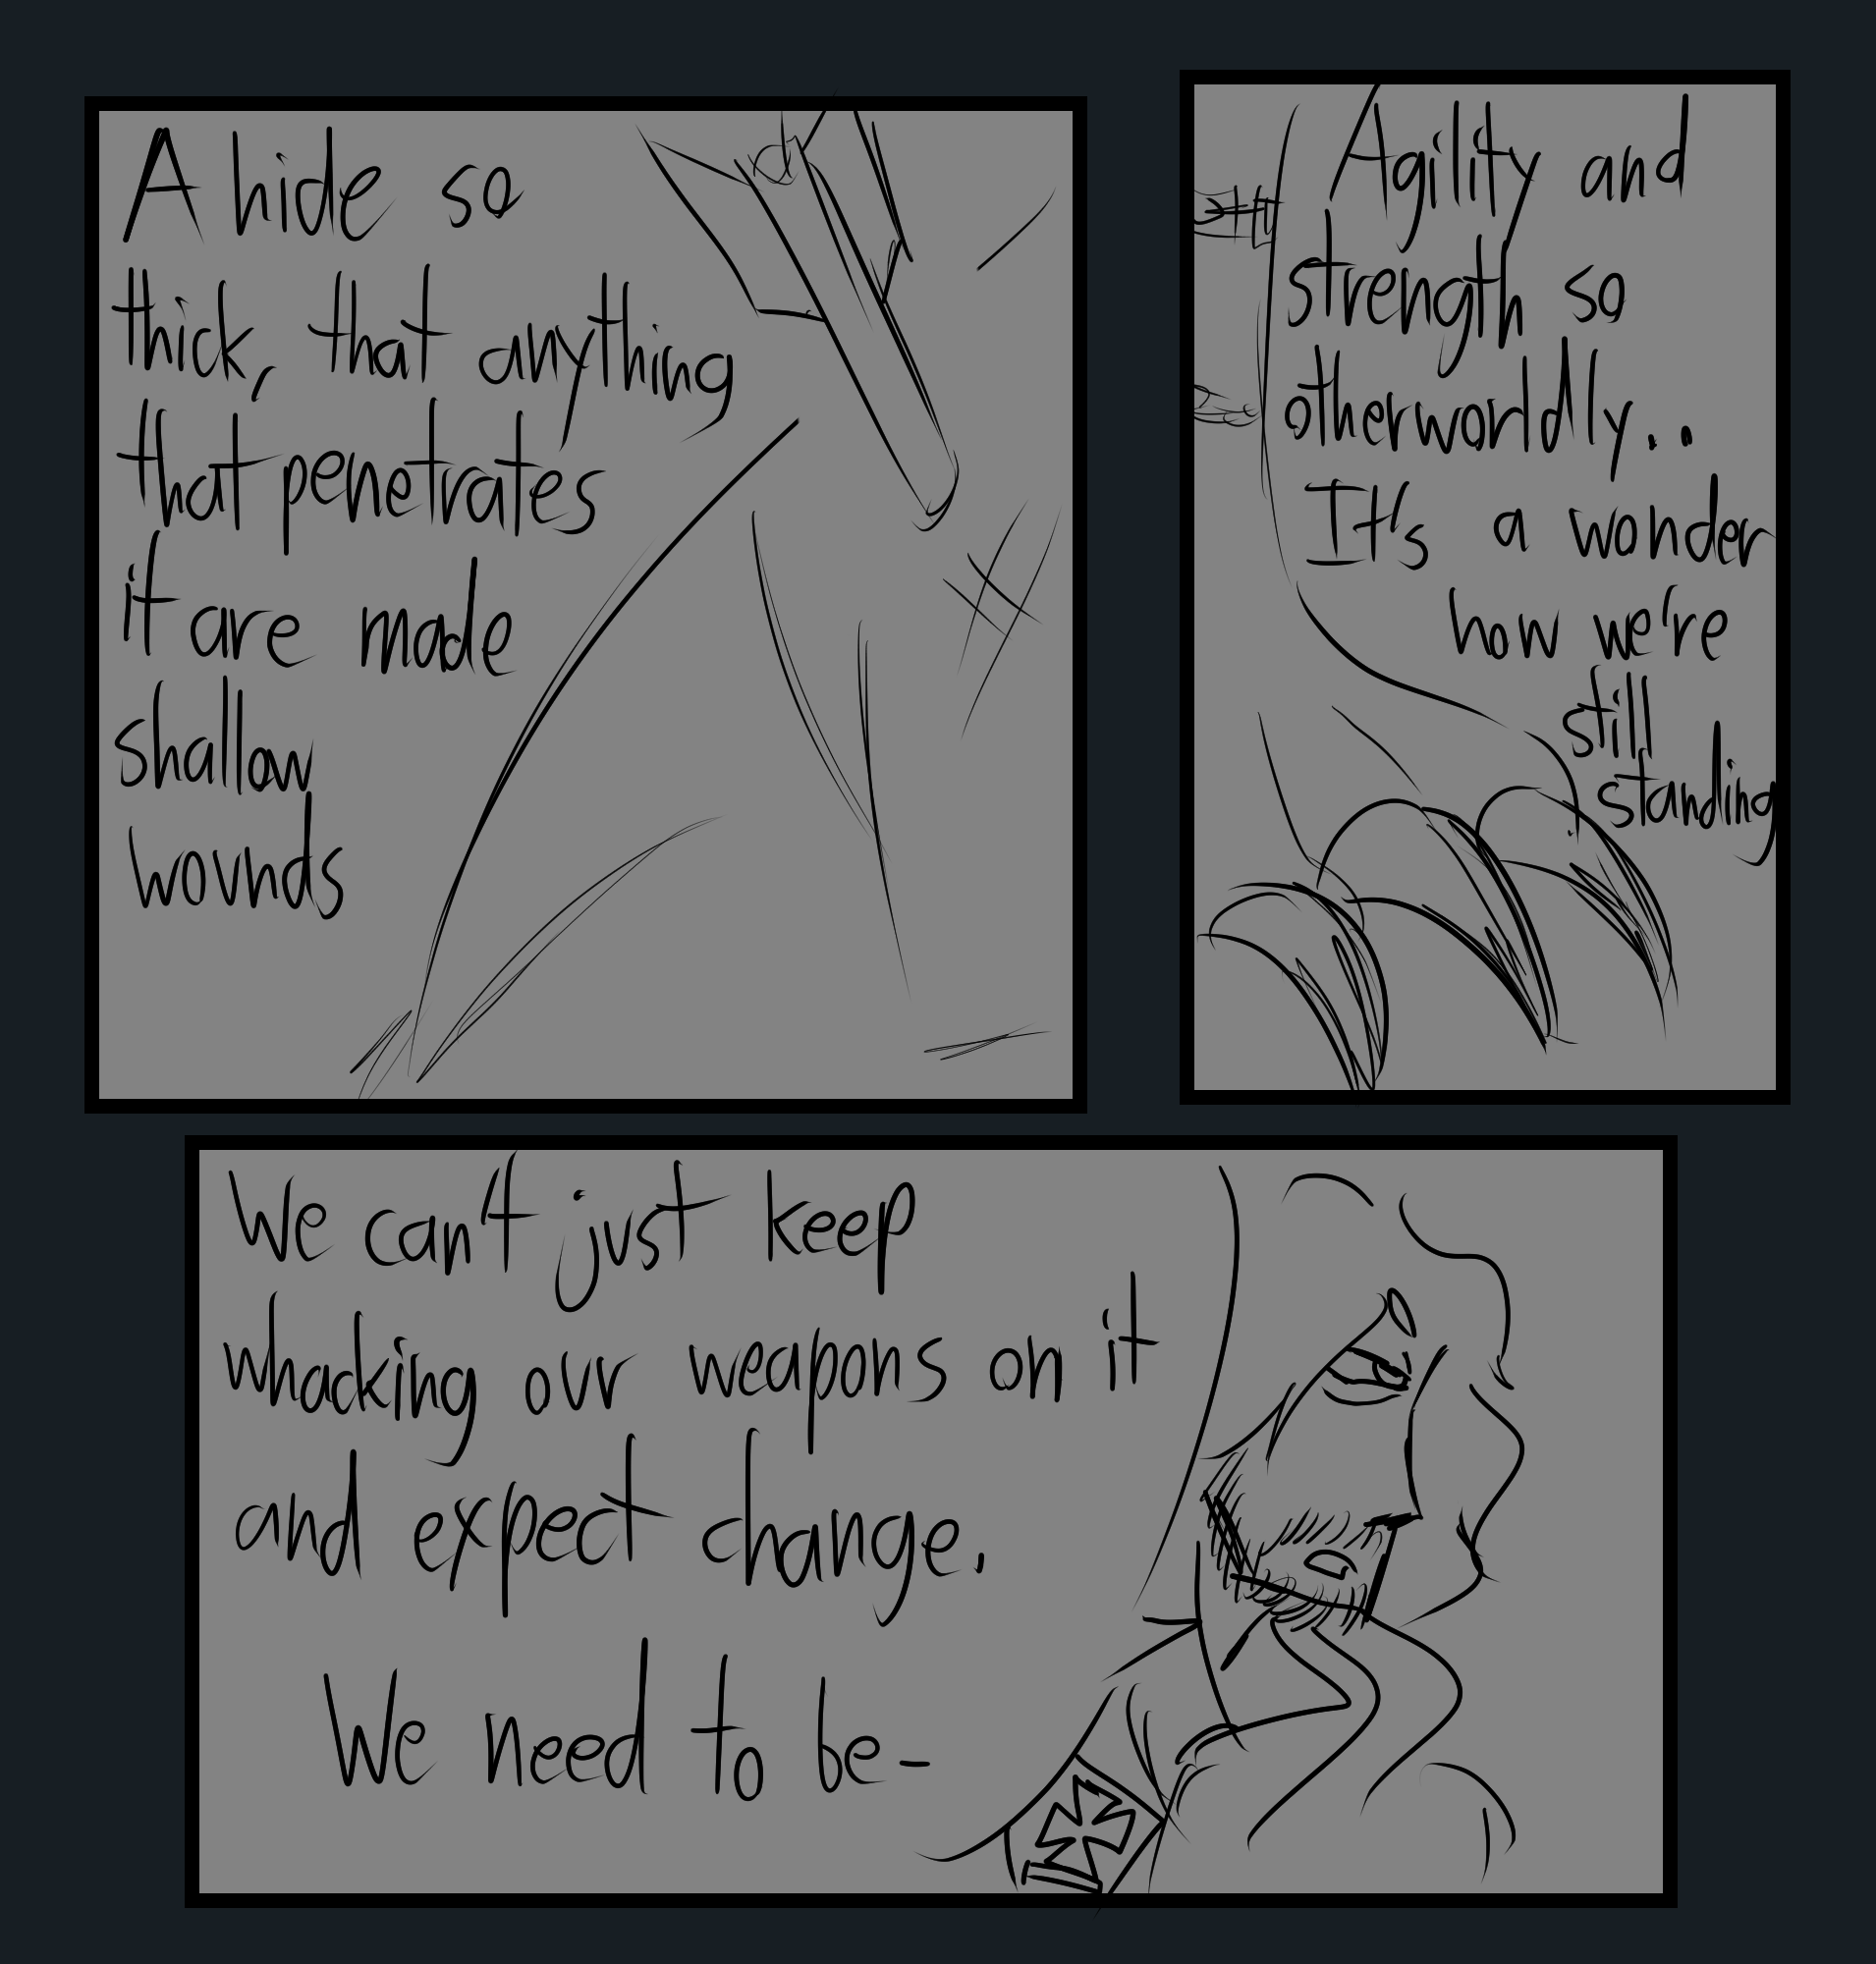 A hide so
thick, that anything
that penetrates
it are made
shallow
wounds
Agility and
strength so
otherworldly..
It's a wonder
how we're
still
standing
We can't just keep
whacking our weapons on it
and expect change,
We need to be-